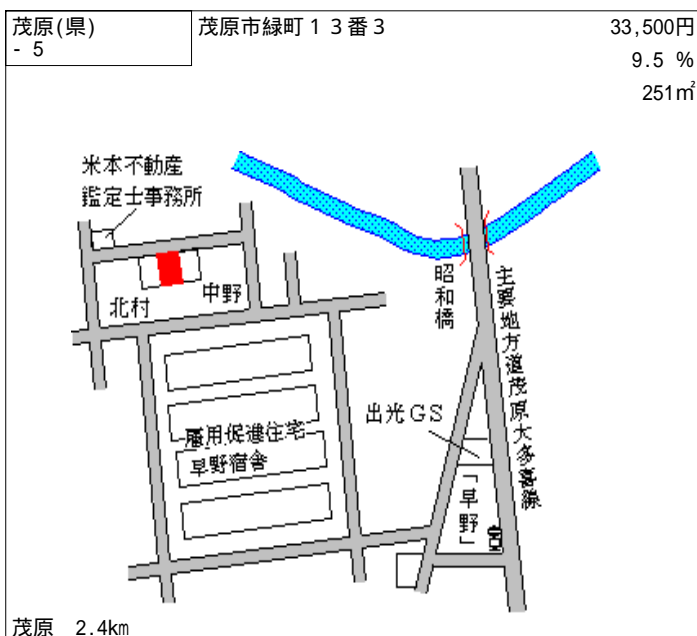 茂原(県)
- 5
茂原市緑町１３番3
33,500円
9.5 %
251㎡
米本不動産
鑑定士事務所
北村
中野
昭和橋
主要地方道茂原大多喜線
出光GS
雇用促進住宅
早野宿舎
「早野」
茂原 2.4km